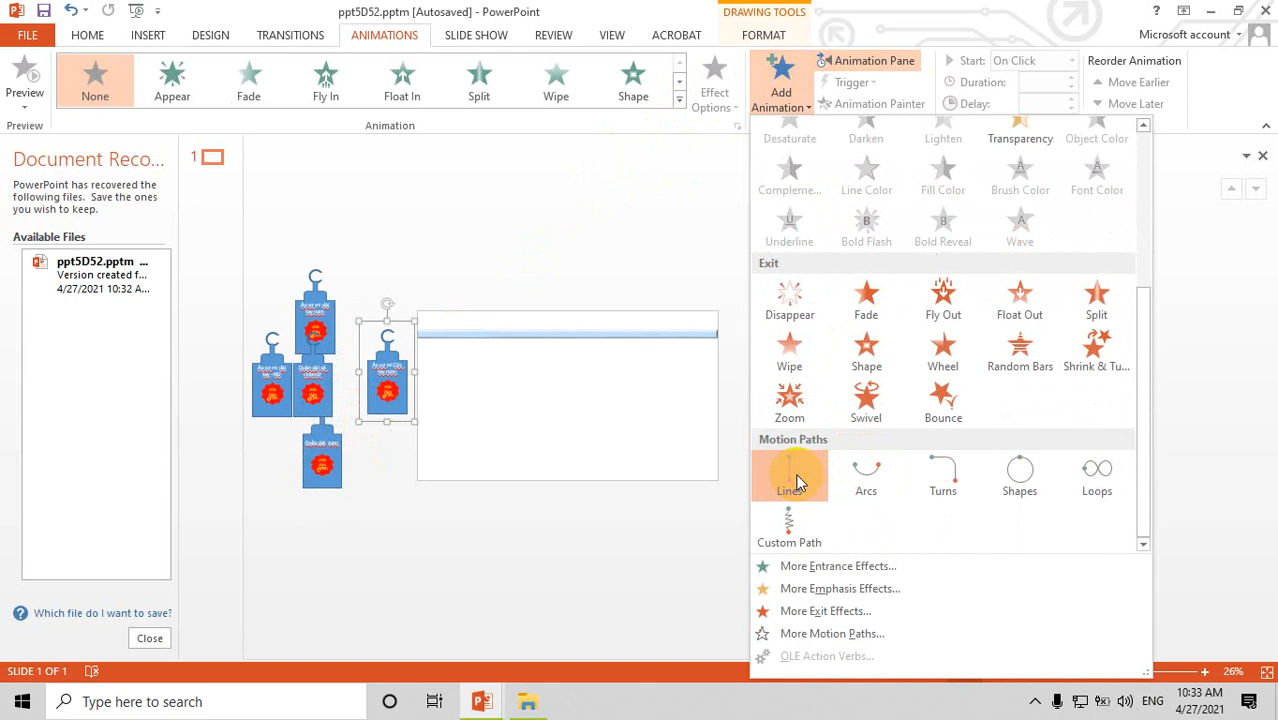 ppt5D52.pptm [Autosaved] - PowerPoint
DRAWING TOOLS
FILE
HOME
INSERT
DESIGN
TRANSITIONS
ANIMATIONS
SLIDE SHOW
REVIEW
VIEW
ACROBAT
FORMAT
Microsoft account
Preview
None
Appear
Fade
Fly In
Float In
Split
Wipe
Shape
Effect
Options
Add
Animation
Animation Pane
Trigger
Animation Painter
Start:
On Click
Duration:
Delay:
Reorder Animation
Move Earlier
Move Later
Preview
Animation
Document Reco...
PowerPoint has recovered the
following files. Save the ones
you wish to keep.
Available Files
ppt5D52.pptm ...
Version created f...
4/27/2021 10:32 A...
Which file do I want to save?
Close
1
Desaturate
Darken
Lighten
Transparency
Object Color
Compleme...
Line Color
Fill Color
Brush Color
Font Color
Underline
Bold Flash
Bold Reveal
Wave
Exit
Disappear
Fade
Fly Out
Float Out
Split
Wipe
Shape
Wheel
Random Bars
Shrink & Tu...
Zoom
Swivel
Bounce
Motion Paths
Lines
Arcs
Turns
Shapes
Loops
Custom Path
More Entrance Effects...
More Emphasis Effects...
More Exit Effects...
More Motion Paths...
OLE Action Verbs...
SLIDE 1 OF 1
26%
Type here to search
ENG
10:33 AM
4/27/2021